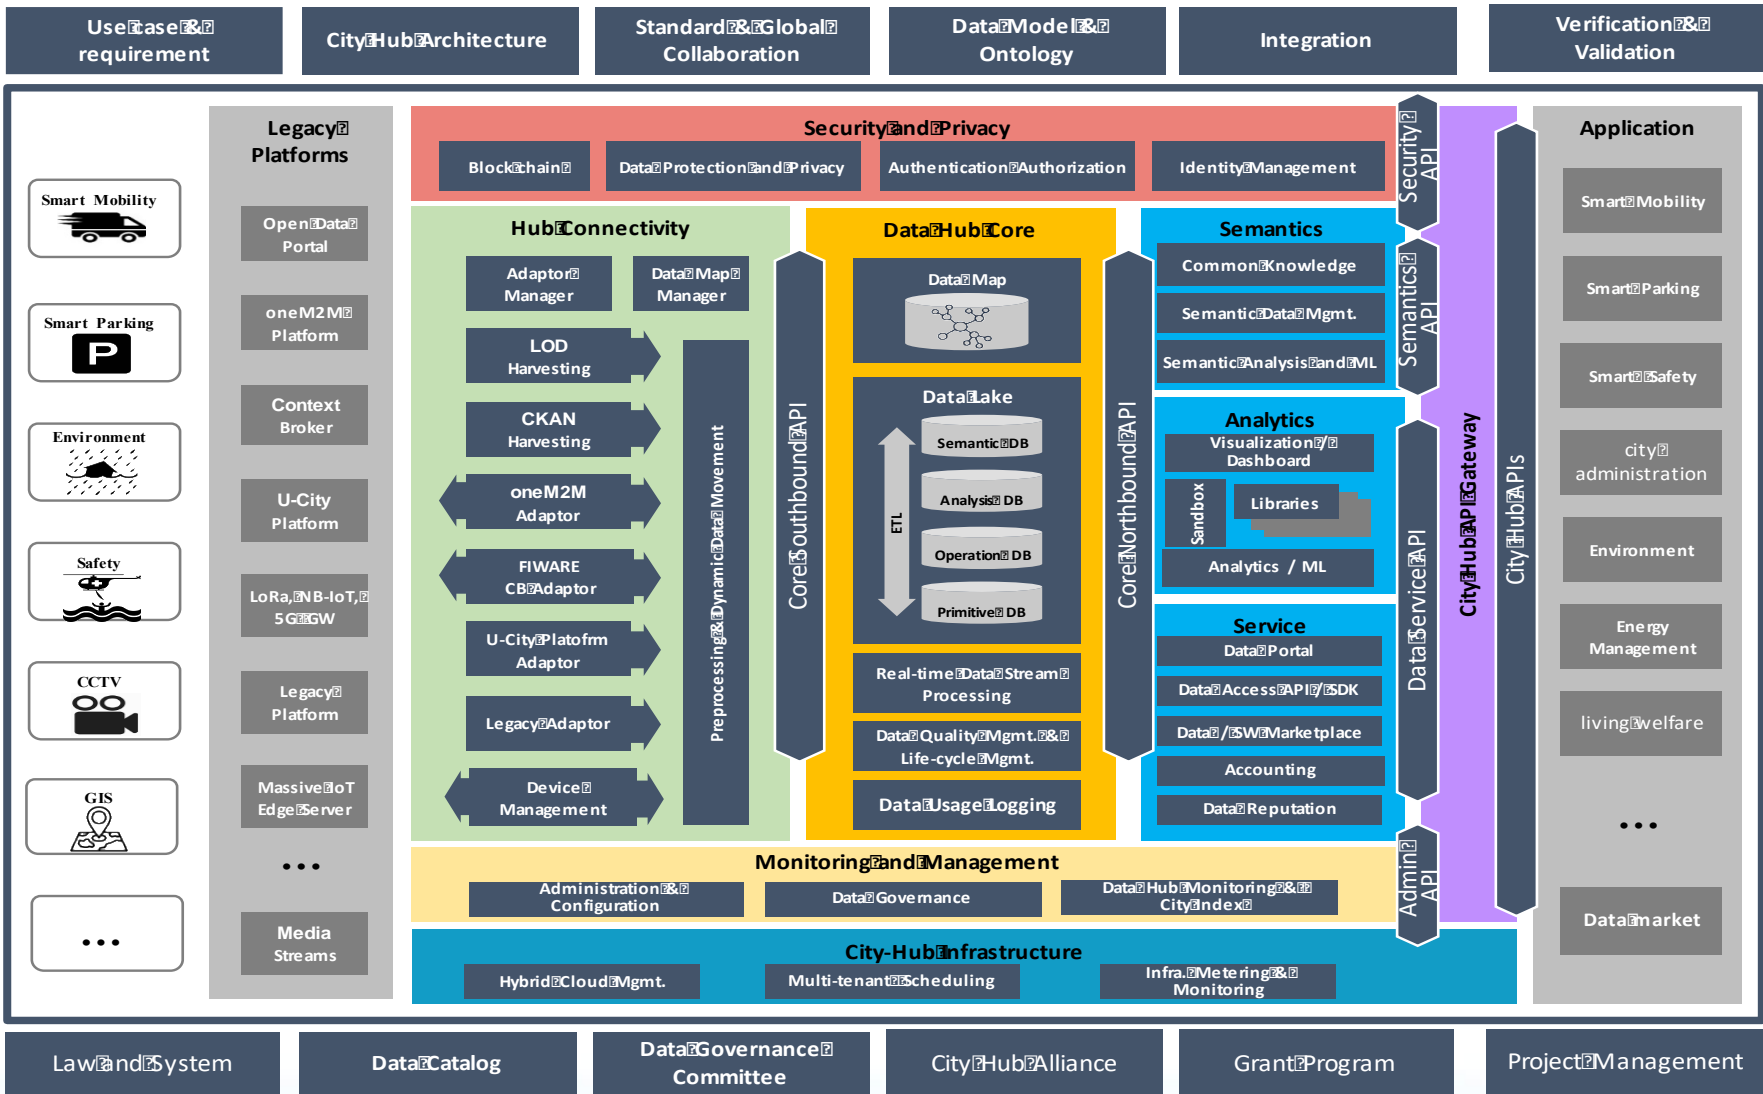 Use case &
requirement
City Hub Architecture
Standard & Global
Collaboration
Data Model &
Ontology
Integration
Verification &
Validation
Smart Mobility
Smart Parking
Environment
Safety
CCTV
GIS
...
Legacy
Platforms
Open Data
Portal
oneM2M
Platform
Context
Broker
U-City
Platform
LoRa, NB-IoT,
5G GW
Legacy
Platform
Massive IoT
Edge Server
...
Media
Streams
Security and Privacy
Block chain
Data Protection and Privacy
Authentication Authorization
Identity Management
Hub Connectivity
Adaptor
Manager
Data Map
Manager
LOD
Harvesting
CKAN
Harvesting
oneM2M
Adaptor
FIWARE
CB Adaptor
U-City Platofrm
Adaptor
Legacy Adaptor
Device
Management
Preprocessing & Dynamic Data Movement
Core Southbound API
Data Hub Core
Data Map
Data Lake
ETL
Semantic DB
Analysis DB
Operation DB
Primitive DB
Real-time Data Stream
Processing
Data Quality Mgmt. &
Life-cycle Mgmt.
Data Usage Logging
Core Northbound API
Semantics
Common Knowledge
Semantic Data Mgmt.
Semantic Analysis and ML
Analytics
Visualization /
Dashboard
Sandbox
Libraries
Analytics / ML
Service
Data Portal
Data Access API / SDK
Data / SW Marketplace
Accounting
Data Reputation
Security
API
Semantics
API
Data Service API
Admin
API
City Hub API Gateway
City Hub APIs
Monitoring and Management
Administration &
Configuration
Data Governance
Data Hub Monitoring &
City Index
City-Hub Infrastructure
Hybrid Cloud Mgmt.
Multi-tenant Scheduling
Infra. Metering &
Monitoring
Application
Smart Mobility
Smart Parking
Smart Safety
city
administration
Environment
Energy
Management
living welfare
...
Data market
Law and System
Data Catalog
Data Governance
Committee
City Hub Alliance
Grant Program
Project Management